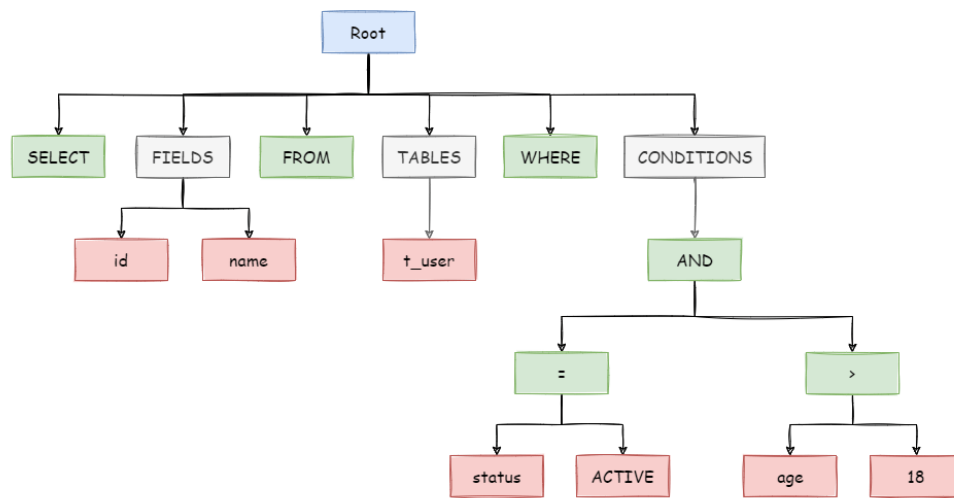 Root
SELECT FIELDS FROM TABLES WHERE CONDITIONS
id name t_user AND
= >
status ACTIVE age 18